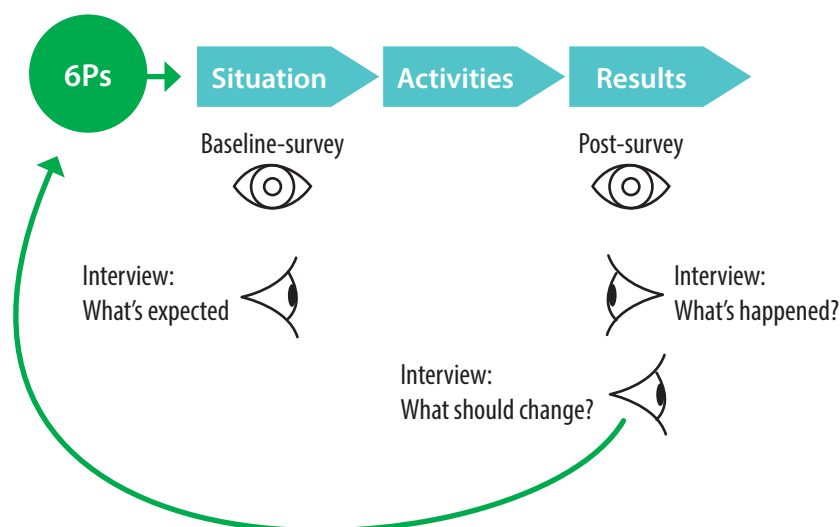 6Ps
Situation
Activities
Results
Baseline-survey
Post-survey
Interview:
What's expected
Interview:
What's happened?
Interview:
What should change?